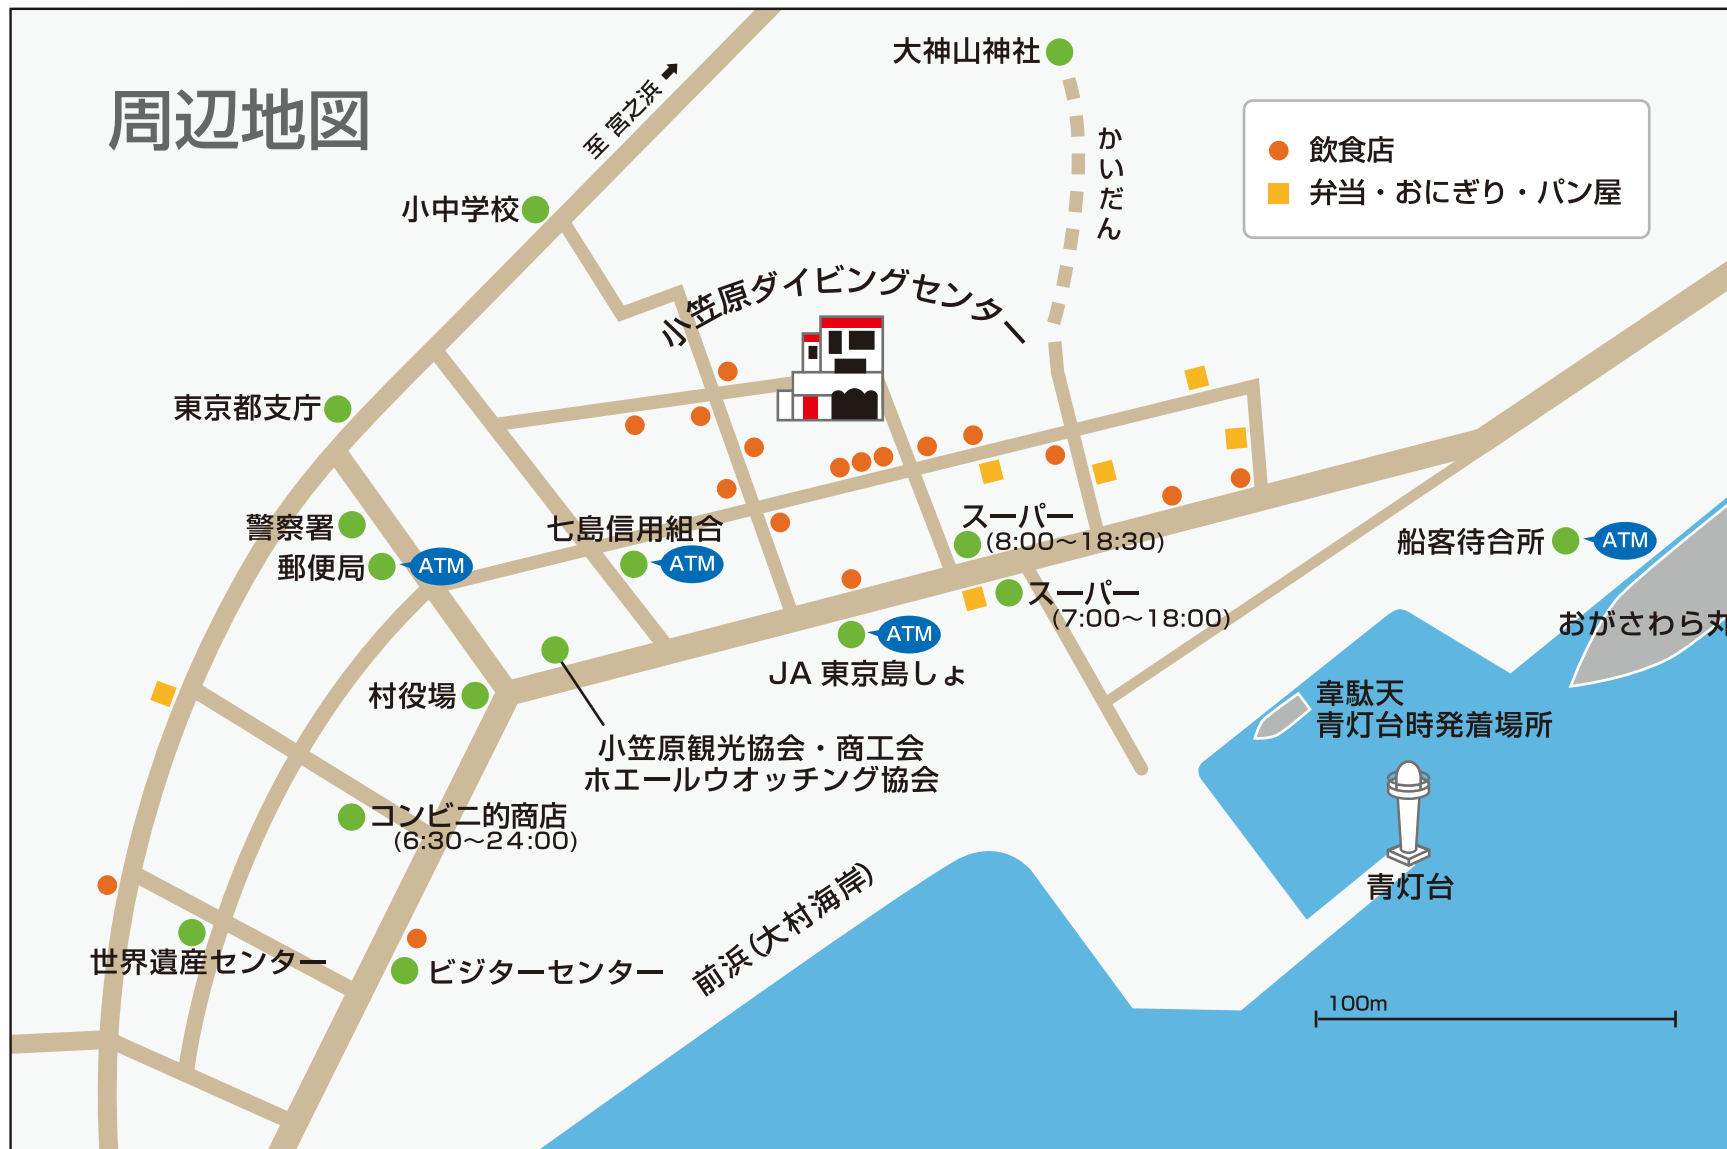 周辺地図
至 宮之浜
大神山神社
かいだん
飲食店
弁当・おにぎり・パン屋
小中学校
小笠原ダイビングセンター
東京都支庁
警察署
郵便局
ATM
七島信用組合
ATM
スーパー
(8:00〜18:30)
スーパー
(7:00〜18:00)
船客待合所
ATM
おがさわら丸
JA 東京島しょ
ATM
村役場
小笠原観光協会・商工会
ホエールウオッチング協会
韋駄天
青灯台時発着場所
青灯台
コンビニ的商店
(6:30〜24:00)
世界遺産センター
ビジターセンター
前浜(大村海岸)
100m